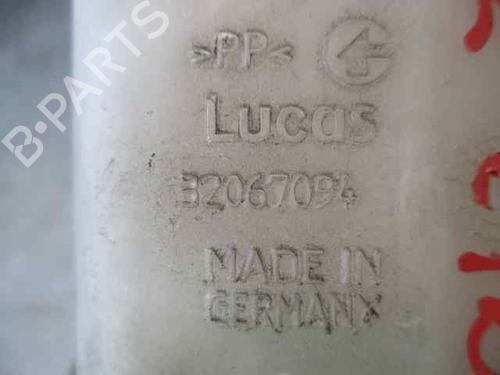 B-PARTS
>PP<
Lucas
32067094
MADE IN
GERMANY